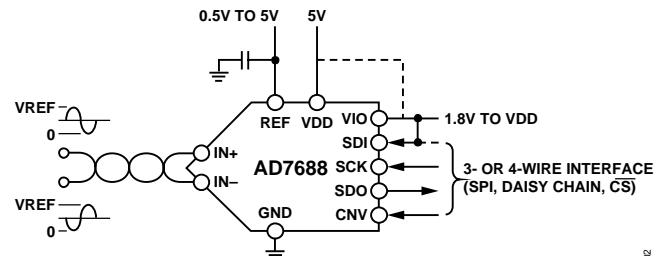 0.5V TO 5V 5V
REF VDD VIO 1.8V TO VDD
VREF
0
SDI
IN+
AD7688
SCK
3- OR 4-WIRE INTERFACE
(SPI, DAISY CHAIN, CS)
IN–
SDO
VREF
0
GND
CNV